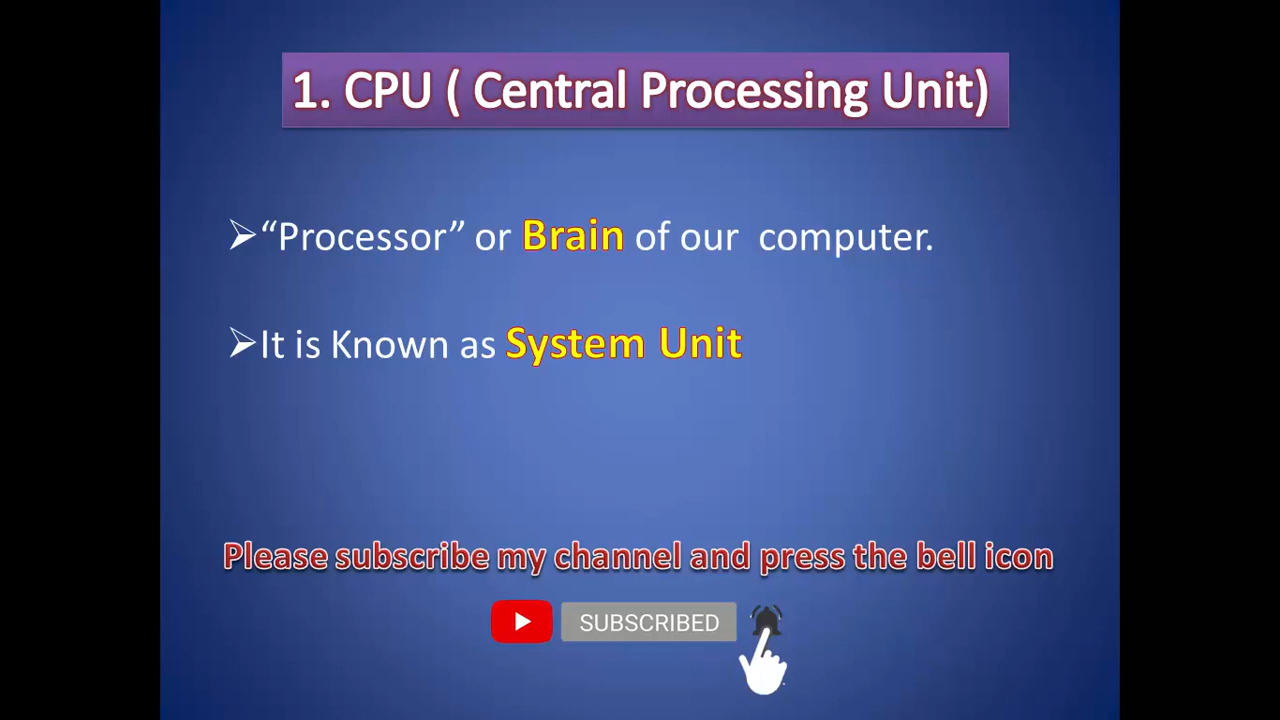 1. CPU ( Central Processing Unit)
“Processor” or Brain of our computer.
It is Known as System Unit
Please subscribe my channel and press the bell icon
SUBSCRIBED